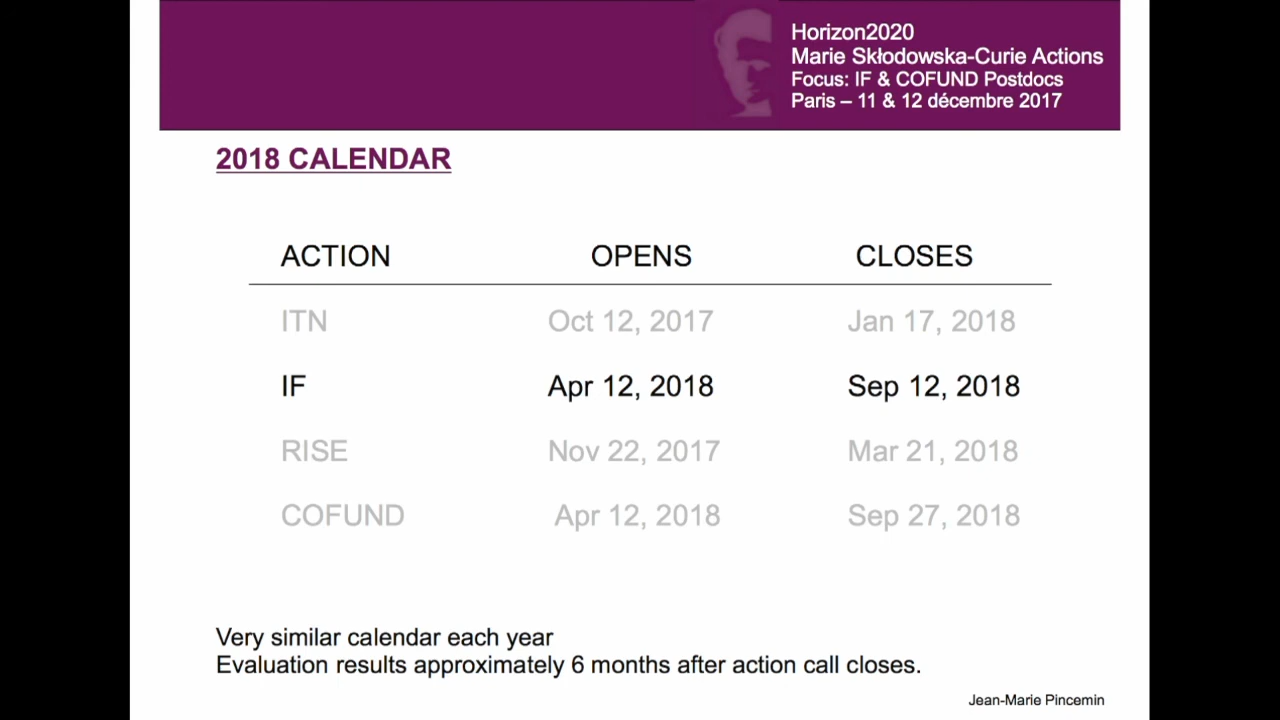 Horizon2020
Marie Skłodowska-Curie Actions
Focus: IF & COFUND Postdocs
Paris – 11 & 12 décembre 2017
2018 CALENDAR
ACTION OPENS CLOSES
ITN Oct 12, 2017 Jan 17, 2018
IF Apr 12, 2018 Sep 12, 2018
RISE Nov 22, 2017 Mar 21, 2018
COFUND Apr 12, 2018 Sep 27, 2018
Very similar calendar each year
Evaluation results approximately 6 months after action call closes.
Jean-Marie Pincemin